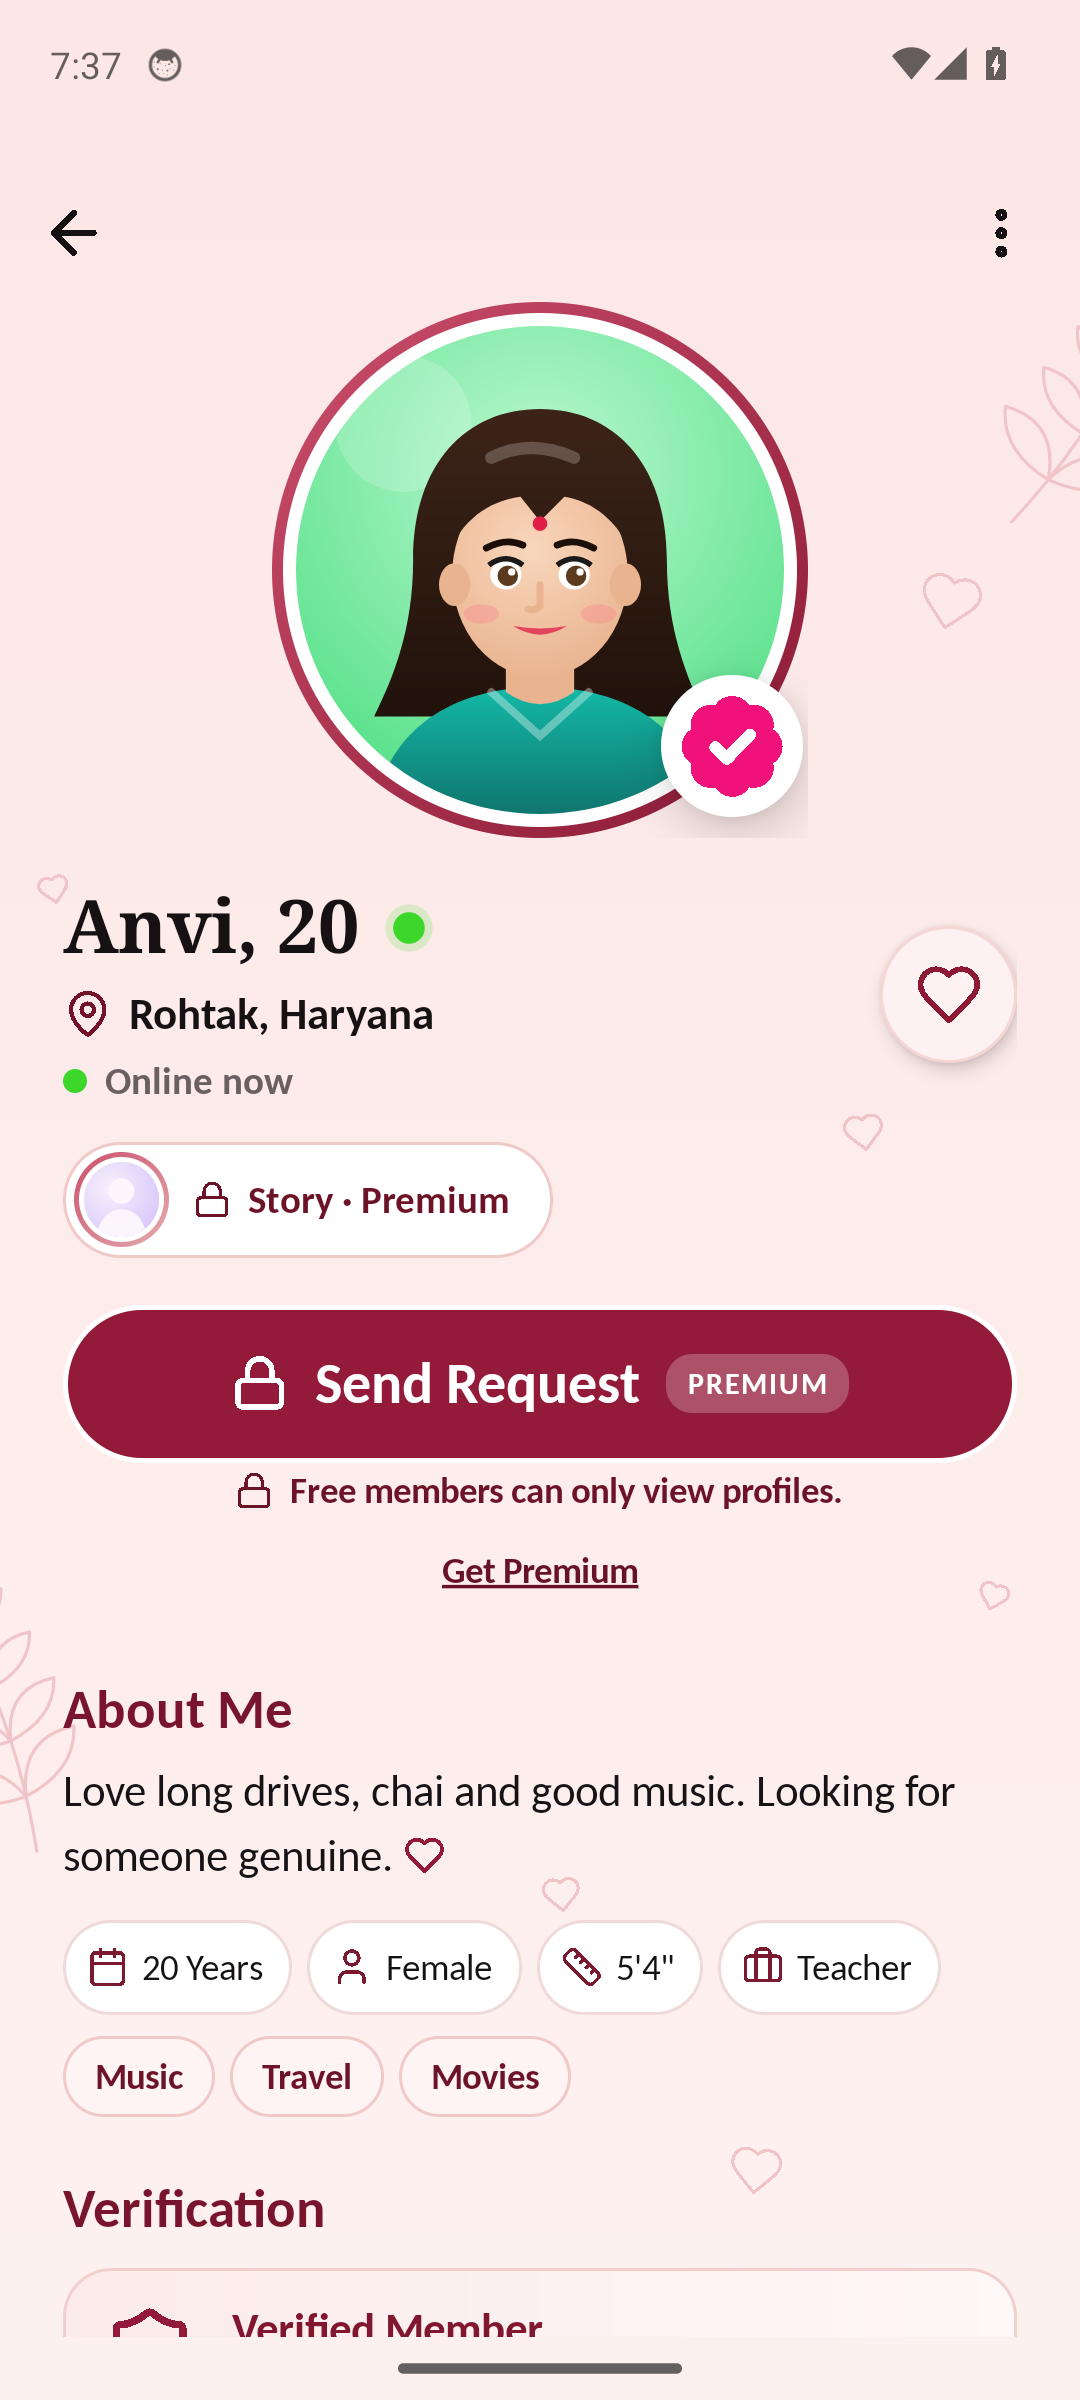 7:37
Anvi, 20
Rohtak, Haryana
Online now
Story · Premium
Send Request PREMIUM
Free members can only view profiles.
Get Premium
About Me
Love long drives, chai and good music. Looking for
someone genuine.
20 Years Female 5'4" Teacher
Music Travel Movies
Verification
Verified Member